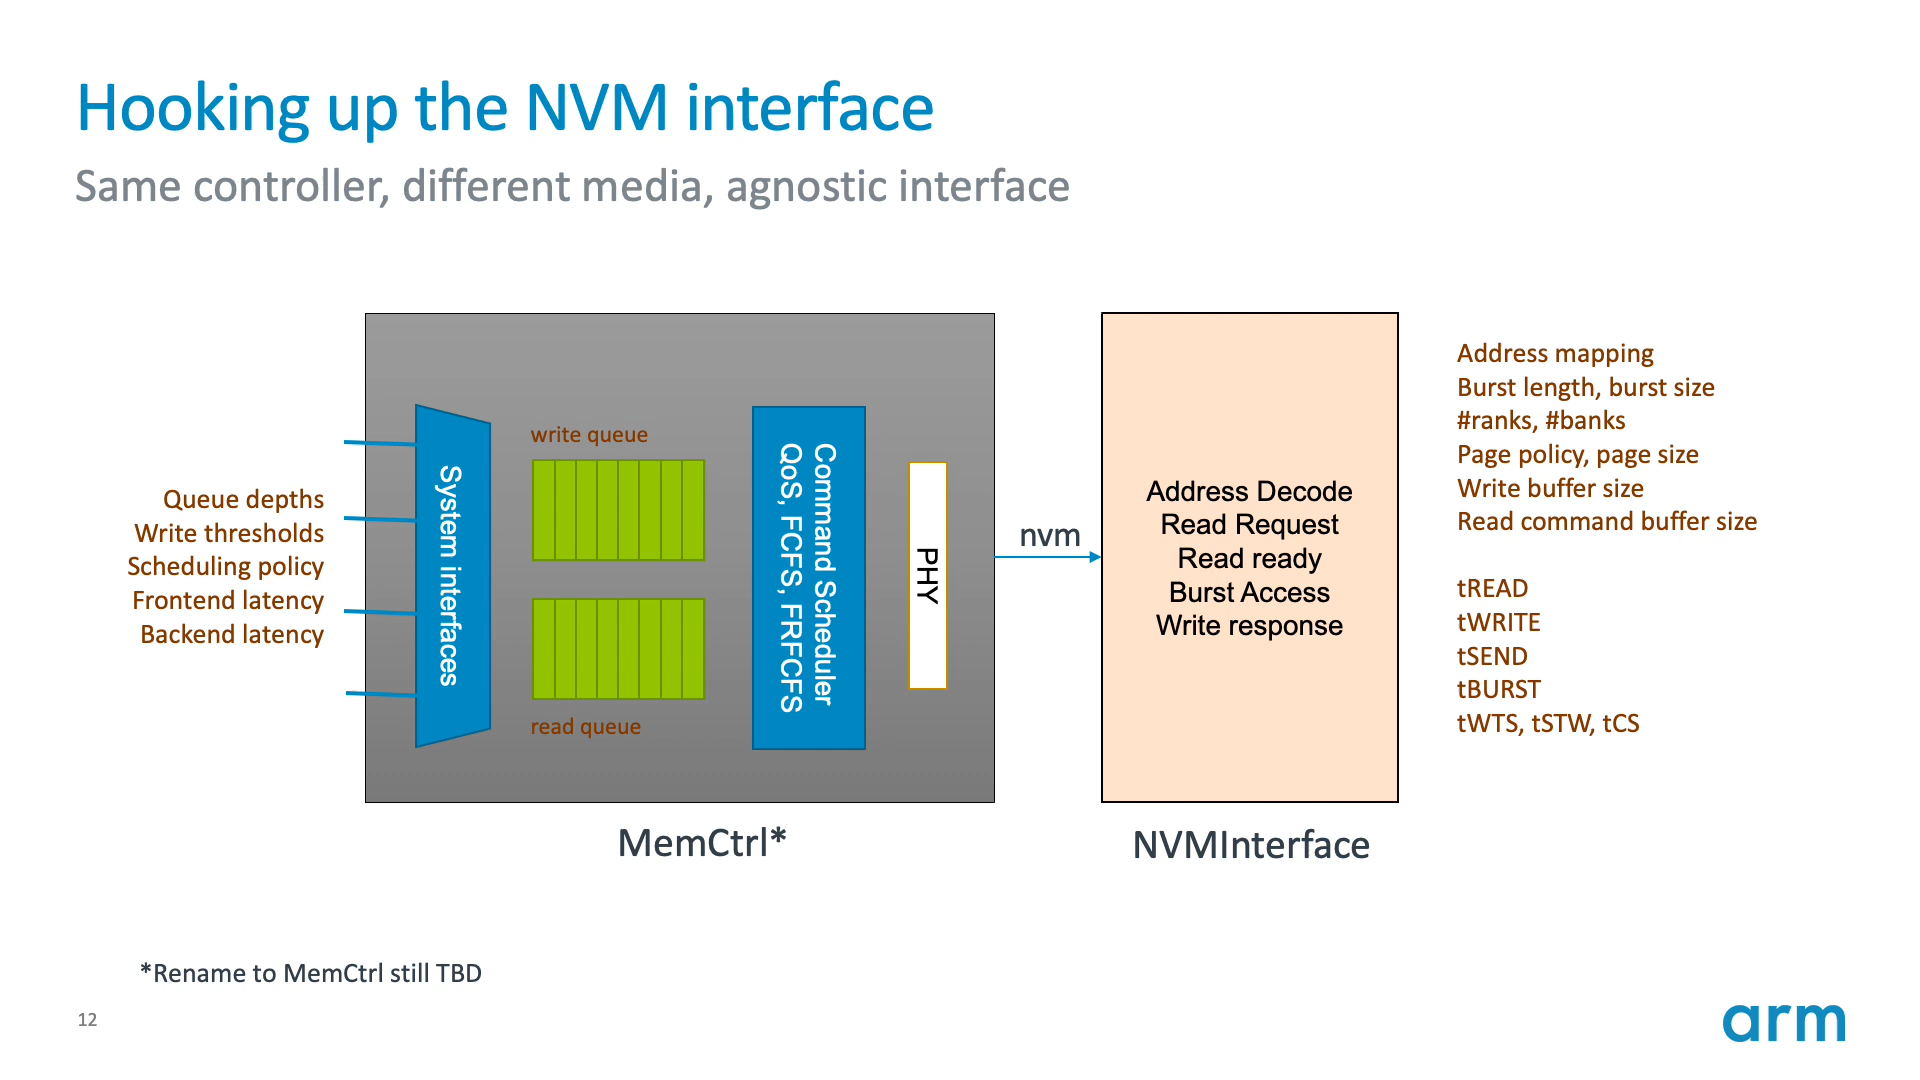 Hooking up the NVM interface
Same controller, different media, agnostic interface
Queue depths
Write thresholds
Scheduling policy
Frontend latency
Backend latency
System interfaces
write queue
read queue
Command Scheduler
QoS, FCFS, FRFCFS
PHY
MemCtrl*
nvm
Address Decode
Read Request
Read ready
Burst Access
Write response
NVMInterface
Address mapping
Burst length, burst size
#ranks, #banks
Page policy, page size
Write buffer size
Read command buffer size
tREAD
tWRITE
tSEND
tBURST
tWTS, tSTW, tCS
*Rename to MemCtrl still TBD
12
arm